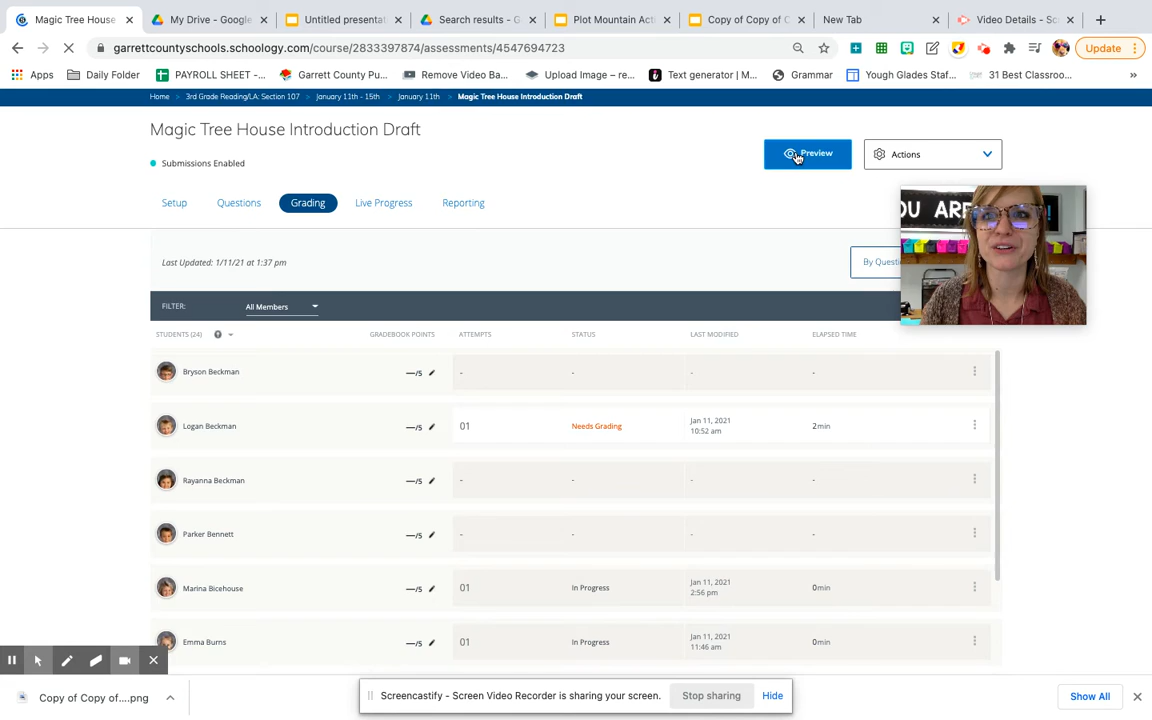 Magic Tree House My Drive - Google Untitled presentat Search results - G Plot Mountain Act Copy of Copy of C New Tab Video Details - Sc
garrettcountyschools.schoology.com/course/2833397874/assessments/4547694723 Update
Apps Daily Folder PAYROLL SHEET -... Garrett County Pu... Remove Video Ba... Upload Image – re... Text generator | M... Grammar Yough Glades Staf... 31 Best Classroo... »
Home > 3rd Grade Reading/LA: Section 107 > January 11th - 15th > January 11th > Magic Tree House Introduction Draft
Magic Tree House Introduction Draft
Preview Actions
Submissions Enabled
Setup Questions Grading Live Progress Reporting
OU ARE
Last Updated: 1/11/21 at 1:37 pm By Questi
FILTER: All Members
STUDENTS (24) GRADEBOOK POINTS ATTEMPTS STATUS LAST MODIFIED ELAPSED TIME
Bryson Beckman —/5 - - - -
Logan Beckman —/5 01 Needs Grading Jan 11, 2021 2min
10:52 am
Rayanna Beckman —/5 - - - -
Parker Bennett —/5 - - - -
Marina Bicehouse —/5 01 In Progress Jan 11, 2021 0min
2:56 pm
Emma Burns —/5 01 In Progress Jan 11, 2021 0min
11:46 am
Copy of Copy of....png Screencastify - Screen Video Recorder is sharing your screen. Stop sharing Hide Show All